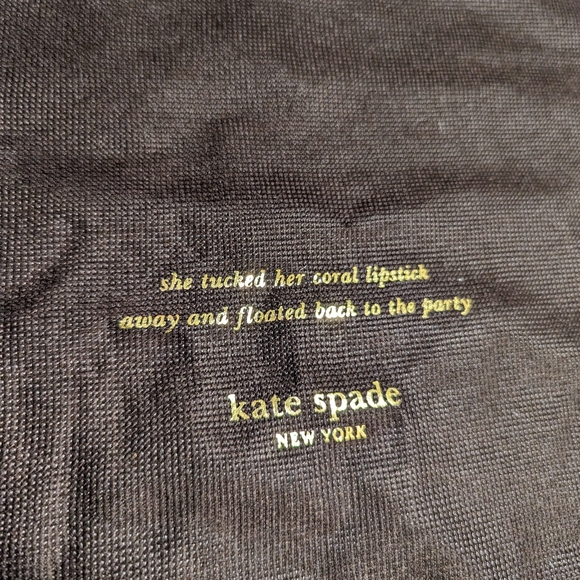 she tucked her coral lipstick
away and floated back to the party
kate spade
NEW YORK